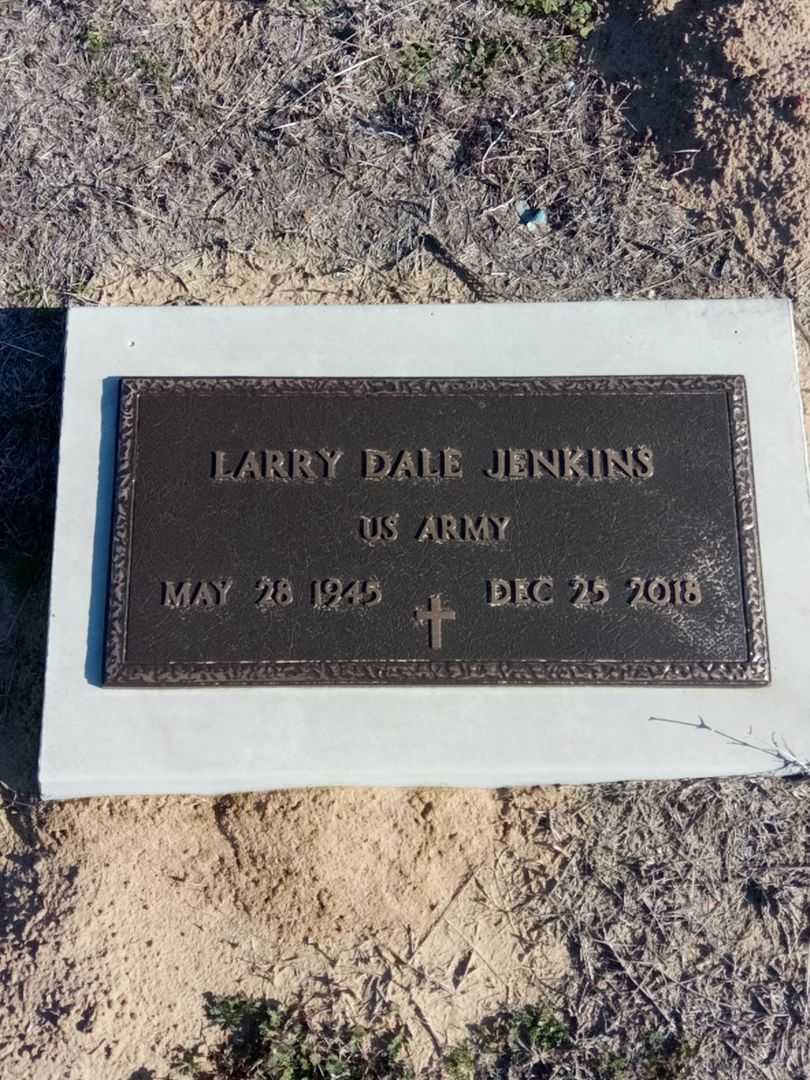 LARRY DALE JENKINS
US ARMY
MAY 28 1945 DEC 25 2018